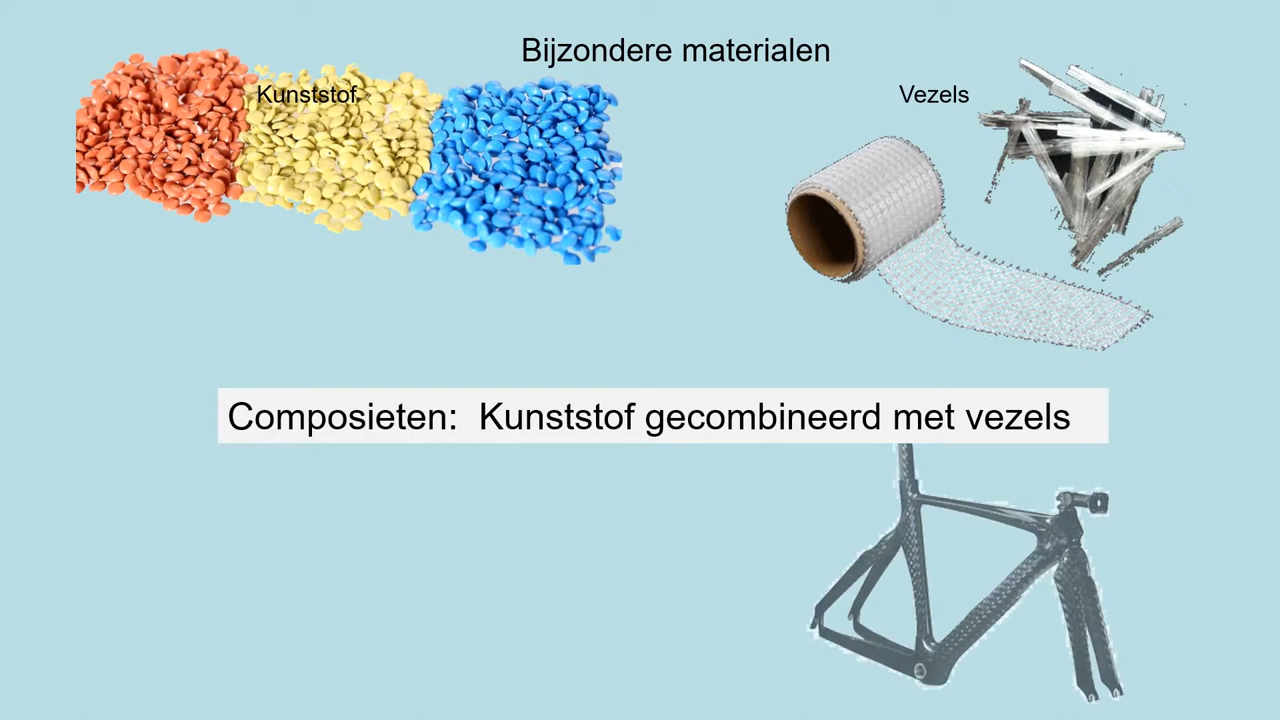 Bijzondere materialen
Kunststof
Vezels
Composieten:  Kunststof gecombineerd met vezels